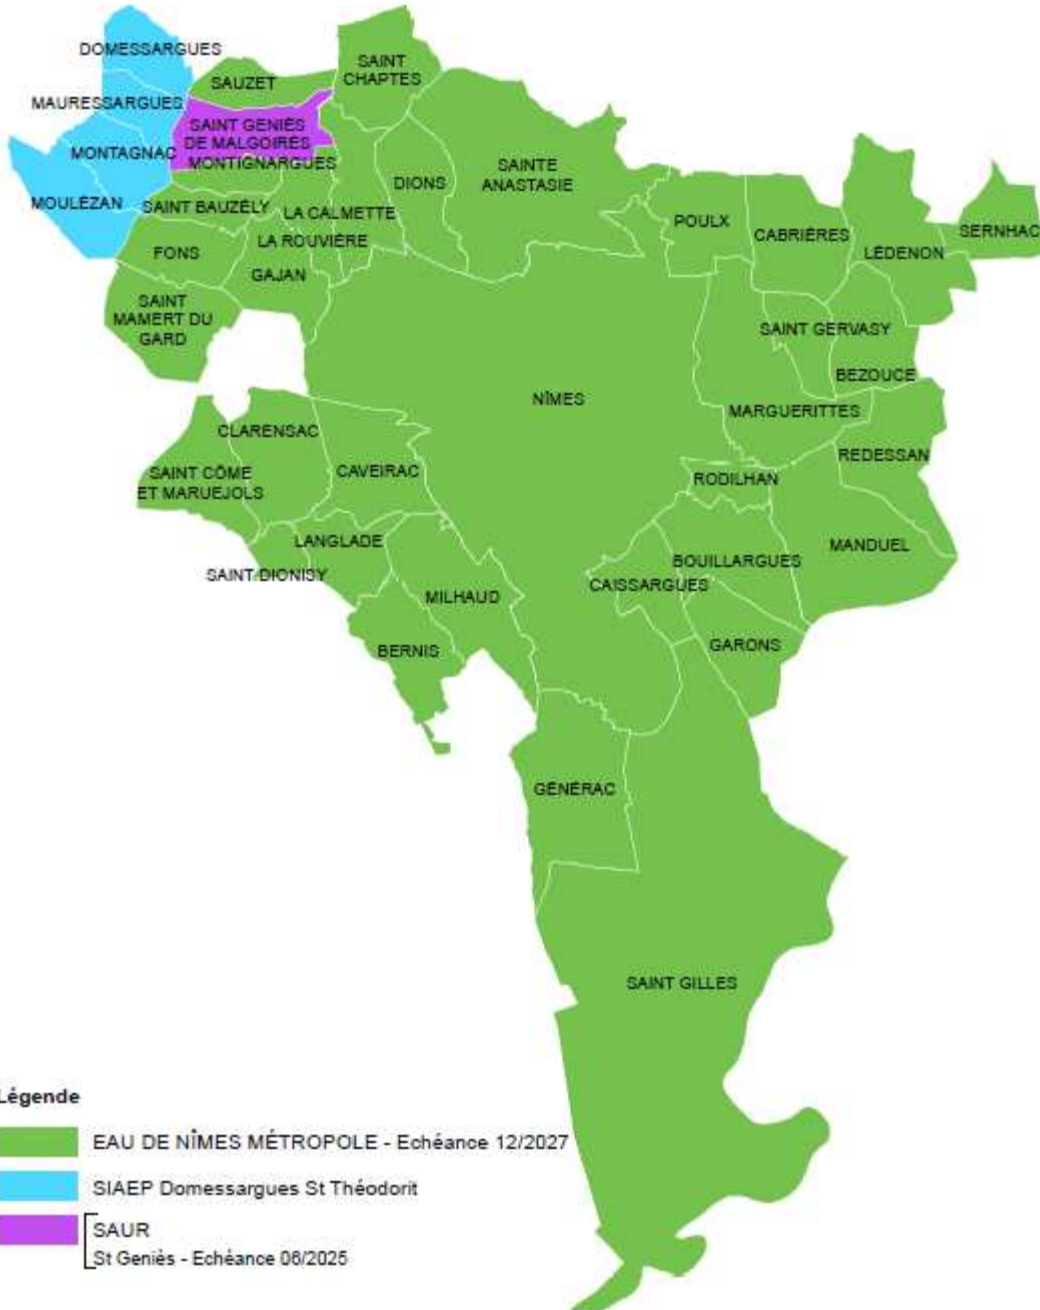 DOMESSARGUES
SAINT
CHAPTES
SAUZET
MAURESSARGUES
SAINT GENIÈS
DE MALGOIRES
MONTAGNAC
MONTIGNARGUES
SAINTE
ANASTASIE
DIONS
MOULÉZAN
SAINT BAUZÉLY
LA CALMETTE
POULX
CABRIÈRES
SERNHAC
LA ROUVIÈRE
FONS
LÉDENON
GAJAN
SAINT
MAMERT DU
GARD
SAINT GERVASY
BEZOUCE
NÎMES
MARGUERITTES
CLARENSAC
REDESSAN
CAVEIRAC
SAINT CÔME
ET MARUEJOLS
RODILHAN
LANGLADE
MANDUEL
BOUILLARGUES
SAINT DIONISY
CAISSARGUES
MILHAUD
BERNIS
GARONS
GÉNÉRAC
SAINT GILLES
Légende
EAU DE NÎMES MÉTROPOLE - Echéance 12/2027
SIAEP Domessargues St Théodorit
SAUR
St Geniès - Echéance 06/2025